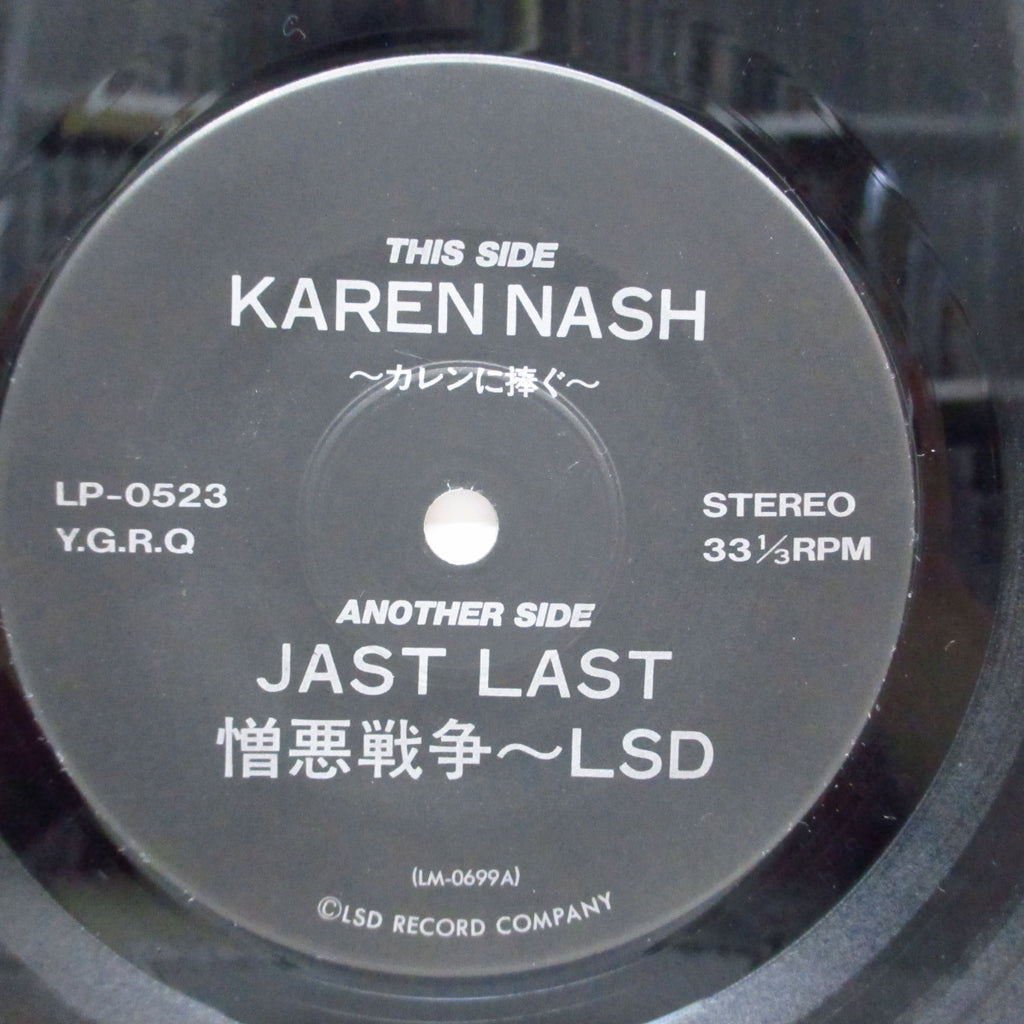 THIS SIDE
KAREN NASH
～カレンに捧ぐ～
LP-0523
Y.G.R.Q
STEREO
33⅓RPM
ANOTHER SIDE
JAST LAST
憎悪戦争～LSD
(LM-0699A)
©LSD RECORD COMPANY